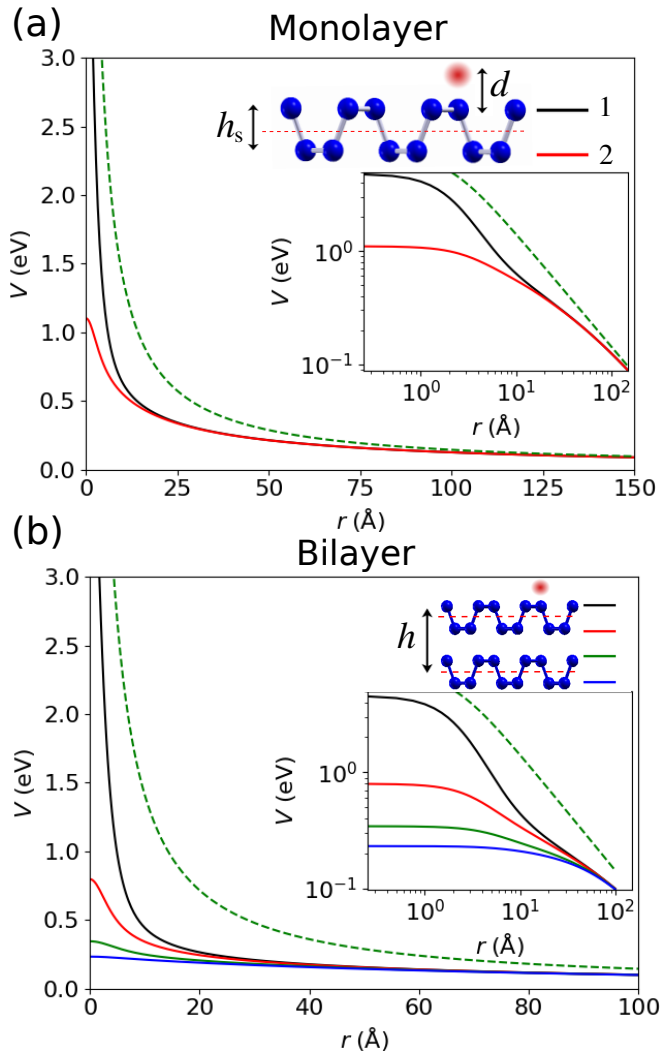 (a) Monolayer
3.0
2.5
2.0
1.5
1.0
0.5
0.0
V (eV)
d
hs
1
2
10⁰
10⁻¹
V (eV)
10⁰ 10¹ 10²
r (Å)
0 25 50 75 100 125 150
r (Å)
(b) Bilayer
3.0
2.5
2.0
1.5
1.0
0.5
0.0
V (eV)
h
10⁰
10⁻¹
V (eV)
10⁰ 10¹ 10²
r (Å)
0 20 40 60 80 100
r (Å)